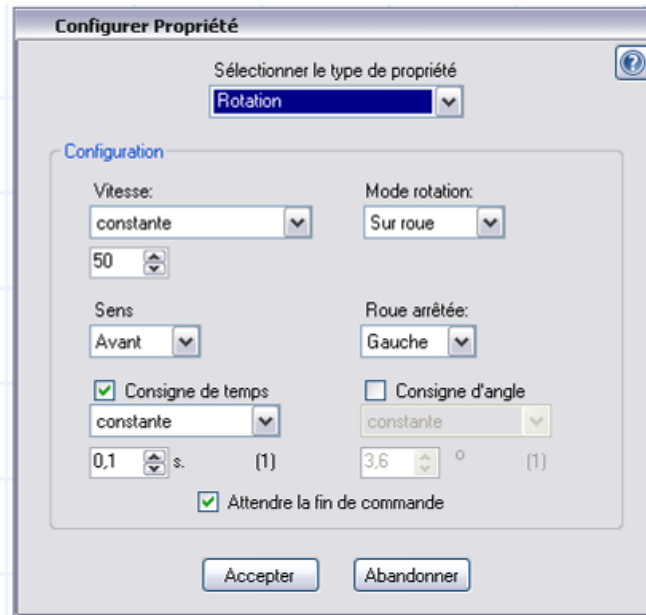 Configurer Propriété
Sélectionner le type de propriété
Rotation
Configuration
Vitesse:
Mode rotation:
constante
Sur roue
50
Sens
Roue arrêtée:
Avant
Gauche
Consigne de temps
Consigne d'angle
constante
constante
0,1 s. (1)
3,6 ° (1)
Attendre la fin de commande
Accepter
Abandonner